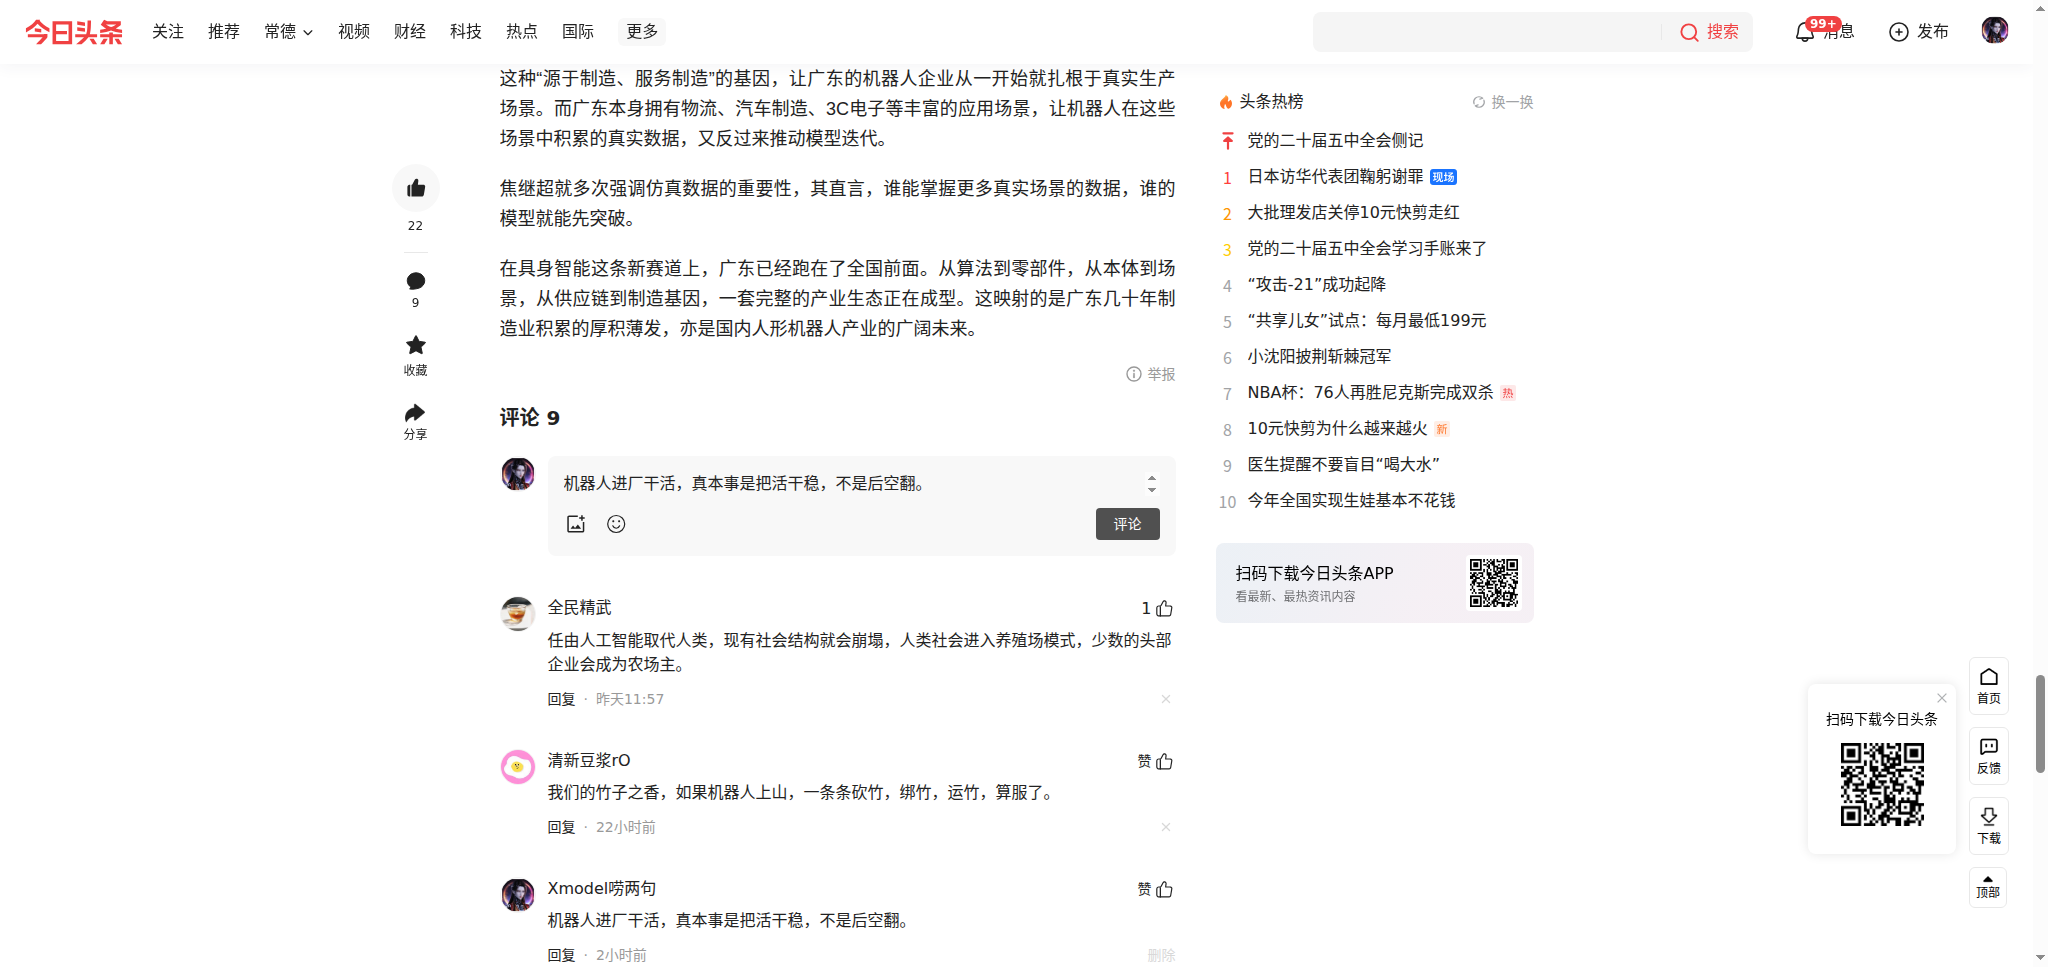 今日头条
关注 推荐 常德 视频 财经 科技 热点 国际 更多
搜索
99+
消息
发布
这种“源于制造、服务制造”的基因，让广东的机器人企业从一开始就扎根于真实生产
场景。而广东本身拥有物流、汽车制造、3C电子等丰富的应用场景，让机器人在这些
场景中积累的真实数据，又反过来推动模型迭代。
焦继超就多次强调仿真数据的重要性，其直言，谁能掌握更多真实场景的数据，谁的
模型就能先突破。
在具身智能这条新赛道上，广东已经跑在了全国前面。从算法到零部件，从本体到场
景，从供应链到制造基因，一套完整的产业生态正在成型。这映射的是广东几十年制
造业积累的厚积薄发，亦是国内人形机器人产业的广阔未来。
22
9
收藏
分享
举报
评论 9
机器人进厂干活，真本事是把活干稳，不是后空翻。
评论
全民精武
1
任由人工智能取代人类，现有社会结构就会崩塌，人类社会进入养殖场模式，少数的头部
企业会成为农场主。
回复 · 昨天11:57
清新豆浆rO
赞
我们的竹子之香，如果机器人上山，一条条砍竹，绑竹，运竹，算服了。
回复 · 22小时前
Xmodel唠两句
赞
机器人进厂干活，真本事是把活干稳，不是后空翻。
回复 · 2小时前
删除
头条热榜
换一换
党的二十届五中全会侧记
1 日本访华代表团鞠躬谢罪 现场
2 大批理发店关停10元快剪走红
3 党的二十届五中全会学习手账来了
4 “攻击-21”成功起降
5 “共享儿女”试点：每月最低199元
6 小沈阳披荆斩棘冠军
7 NBA杯：76人再胜尼克斯完成双杀 热
8 10元快剪为什么越来越火 新
9 医生提醒不要盲目“喝大水”
10 今年全国实现生娃基本不花钱
扫码下载今日头条APP
看最新、最热资讯内容
扫码下载今日头条
首页
反馈
下载
顶部